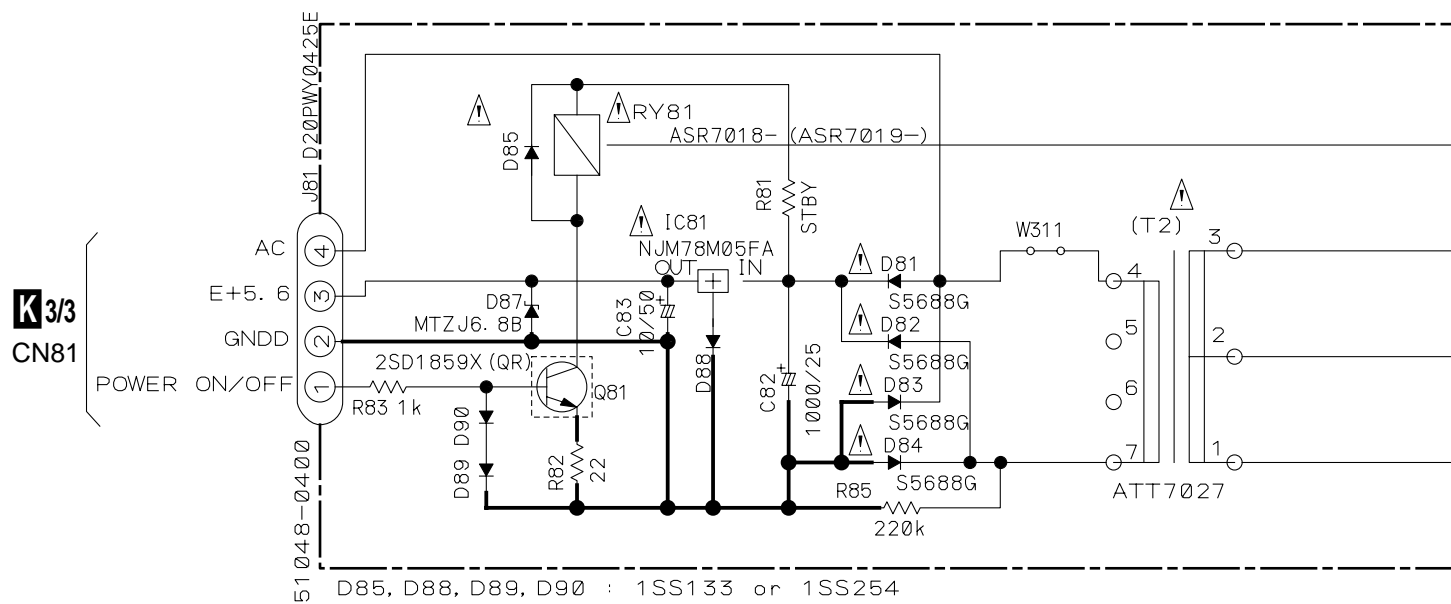 J81 D20PWY0425E
RY81
ASR7018- (ASR7019-)
D85
R81
STBY
IC81
NJM78M05FA
OUT
IN
W311
(T2)
3
AC
4
D81
S5688G
4
E+5. 6
3
D87
MTZJ6. 8B
C83
10/50
+
D82
S5688G
5
2
K 3/3
CN81
GNDD
2
2SD1859X (QR)
D88
C82
1000/25
+
D83
S5688G
6
POWER ON/OFF
1
R83 1k
Q81
D90
D89
R82
22
D84
S5688G
R85
220k
7
1
ATT7027
51048-0400
D85, D88, D89, D90 : 1SS133 or 1SS254